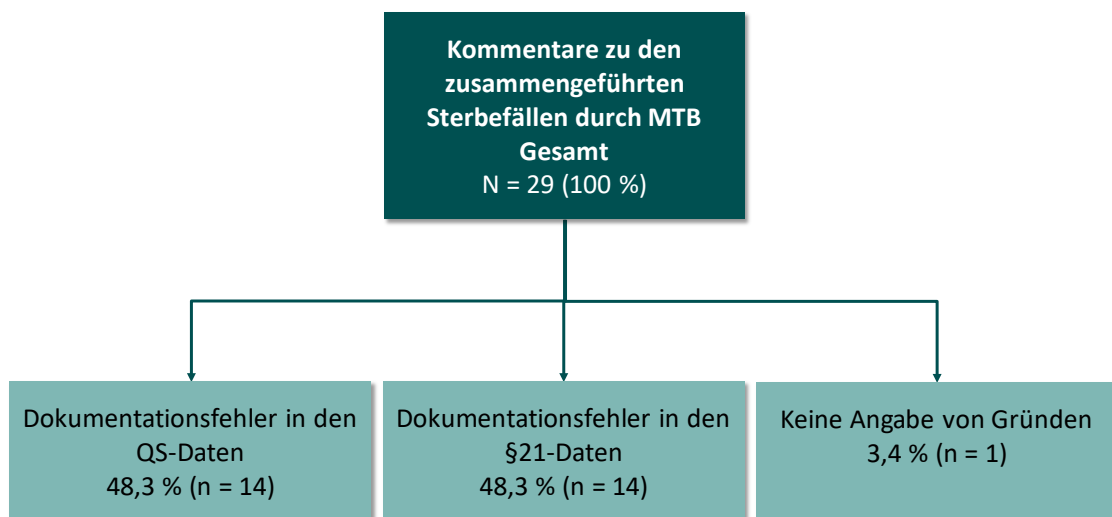 Kommentare zu den
zusammengeführten
Sterbefällen durch MTB
Gesamt
N = 29 (100 %)
Dokumentationsfehler in den
QS-Daten
48,3 % (n = 14)
Dokumentationsfehler in den
§21-Daten
48,3 % (n = 14)
Keine Angabe von Gründen
3,4 % (n = 1)